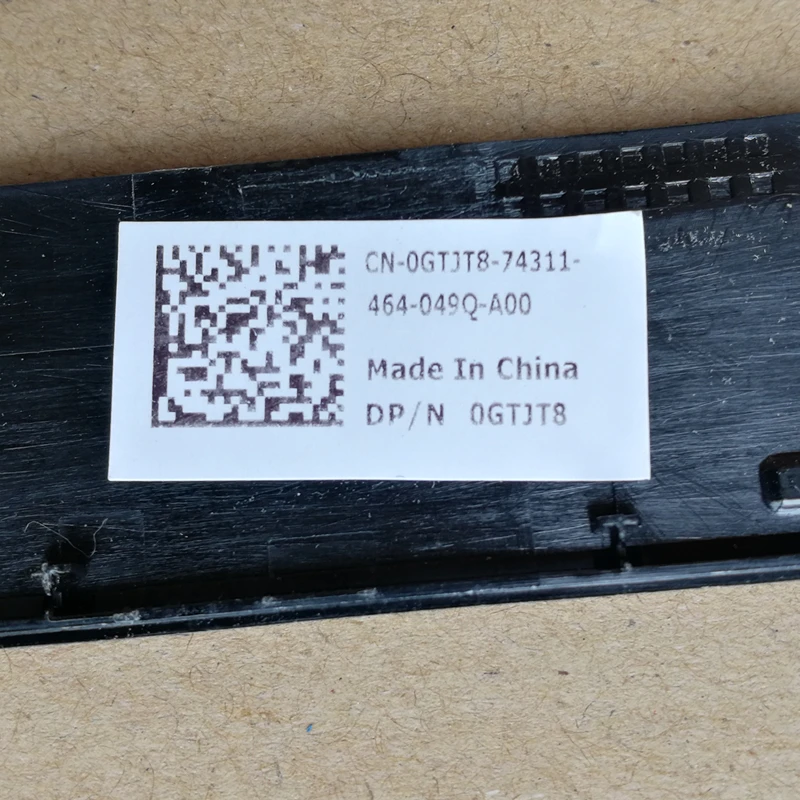 CN-0GTJT8-74311-
464-049Q-A00
Made In China
DP/N 0GTJT8